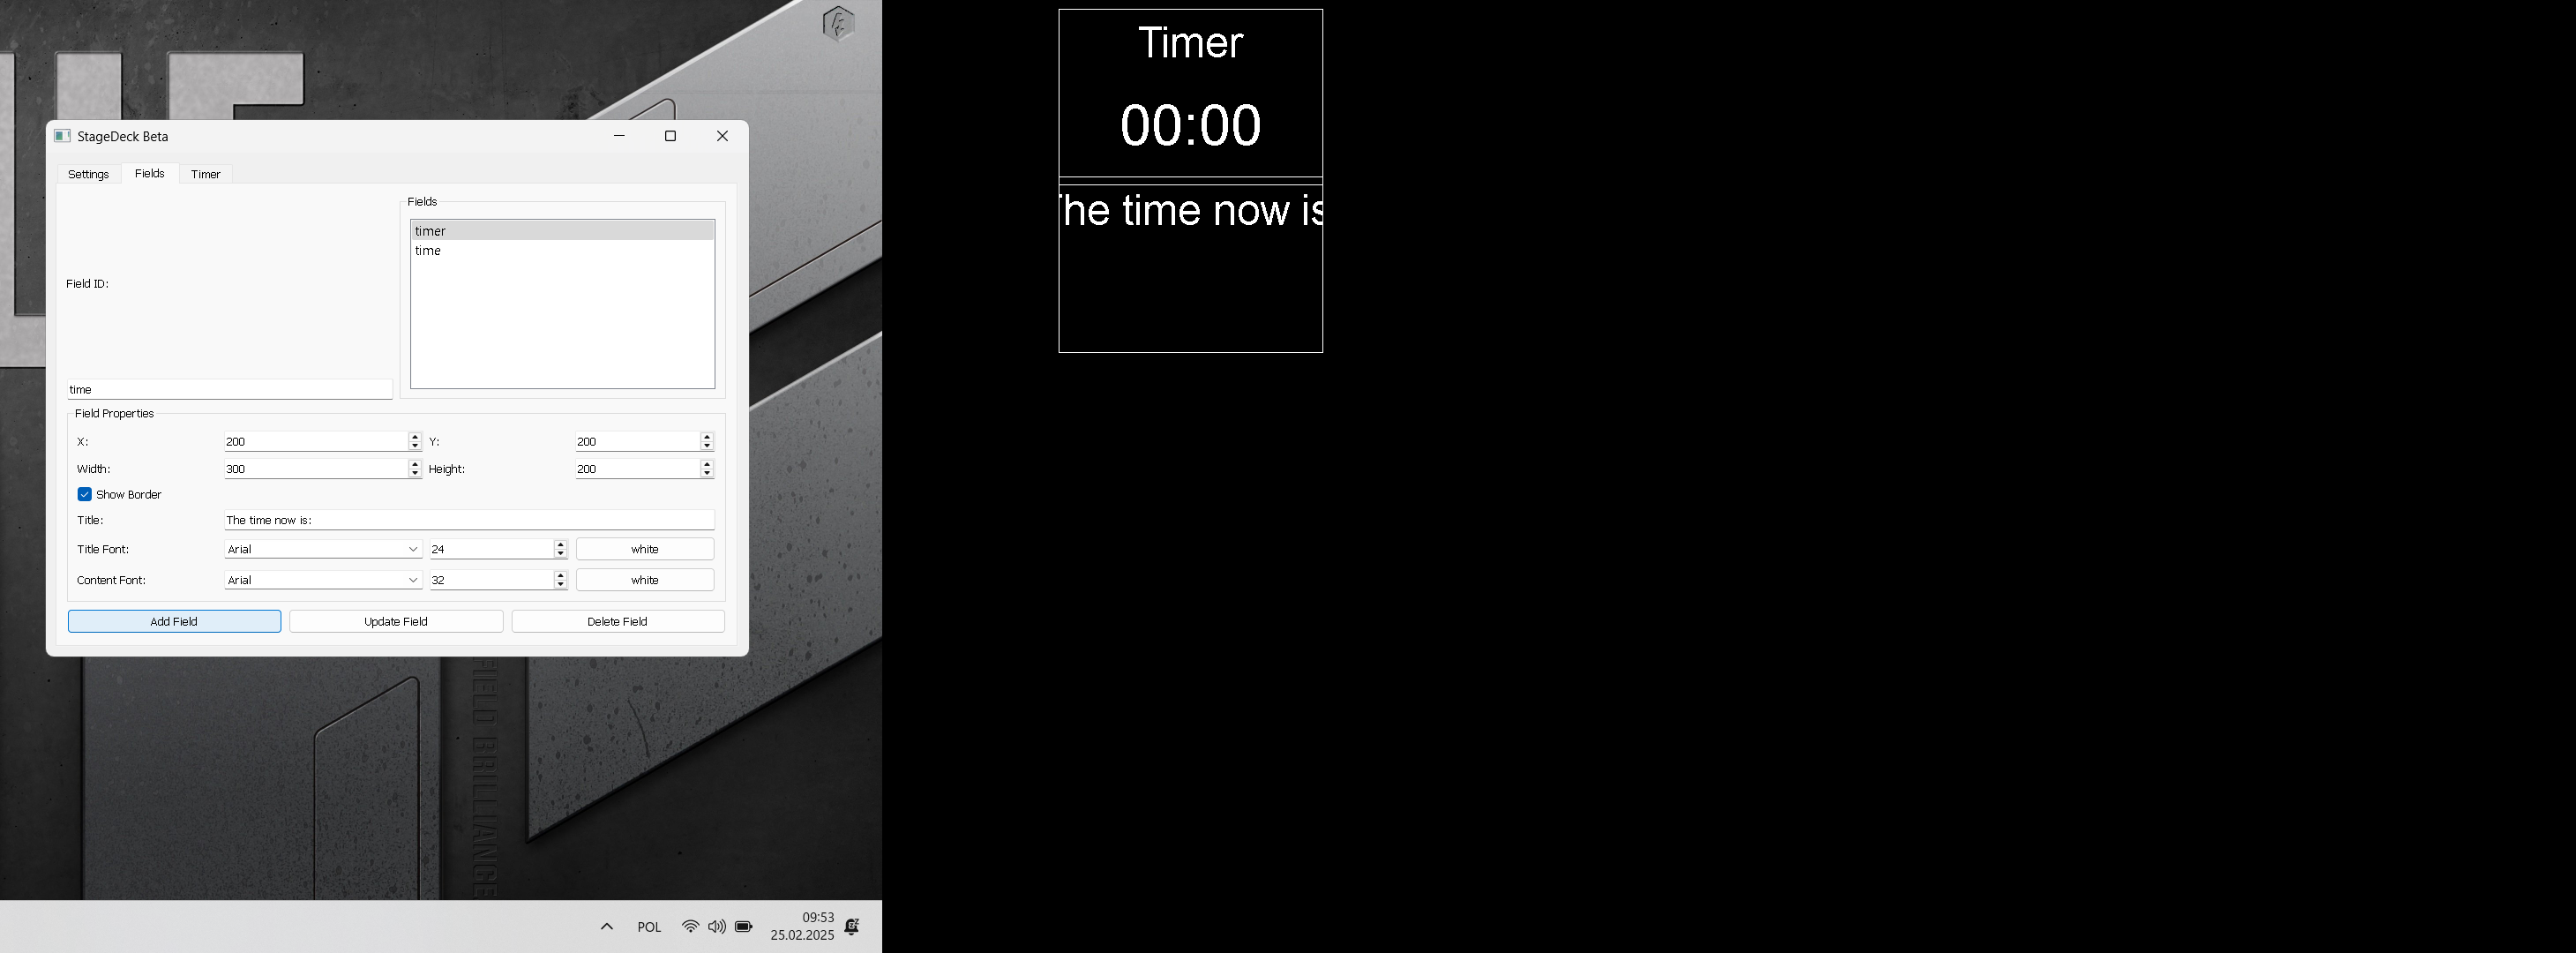 StageDeck Beta
Settings Fields Timer
Fields
timer
time
Field ID:
time
Field Properties
X: 200 Y: 200
Width: 300 Height: 200
Show Border
Title: The time now is:
Title Font: Arial 24 white
Content Font: Arial 32 white
Add Field Update Field Delete Field
FIELD BRILLIANCE
POL
09:53
25.02.2025
Timer
00:00
The time now is